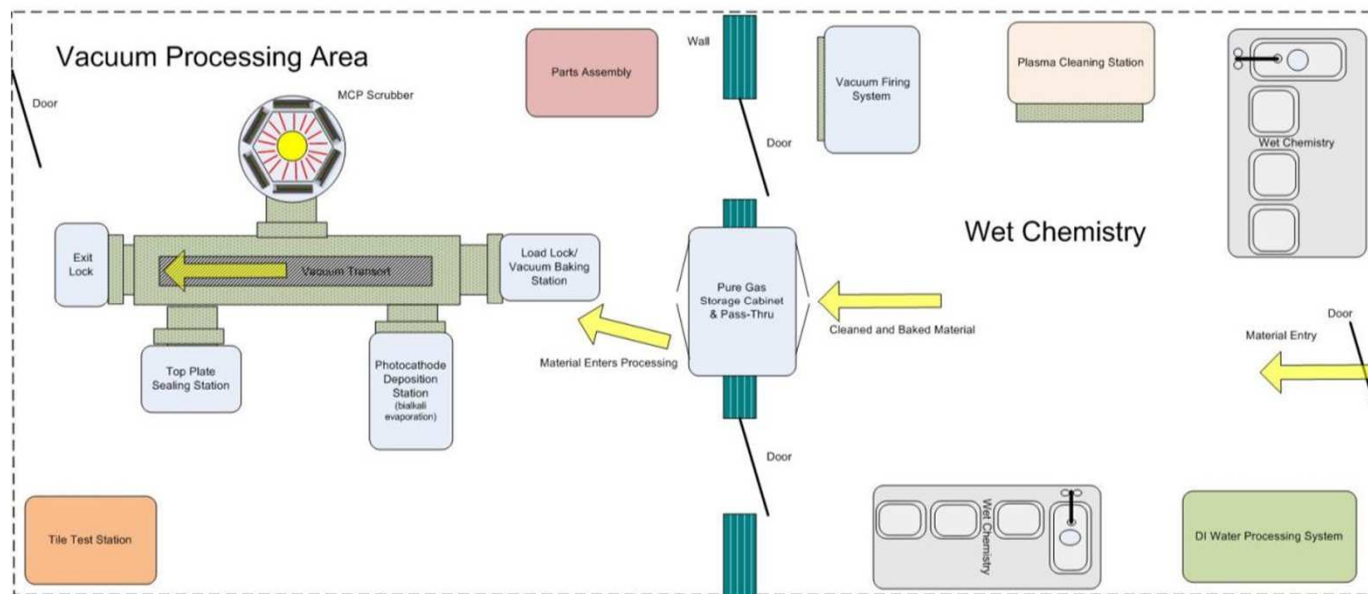 Vacuum Processing Area
Door
MCP Scrubber
Parts Assembly
Wall
Door
Vacuum Firing
System
Plasma Cleaning Station
Wet Chemistry
Exit
Lock
Vacuum Transort
Load Lock/
Vacuum Baking
Station
Top Plate
Sealing Station
Photocathode
Deposition
Station
(bialkali
evaporation)
Material Enters Processing
Pure Gas
Storage Cabinet
& Pass-Thru
Wet Chemistry
Cleaned and Baked Material
Door
Material Entry
Door
Tile Test Station
Wet Chemistry
DI Water Processing System